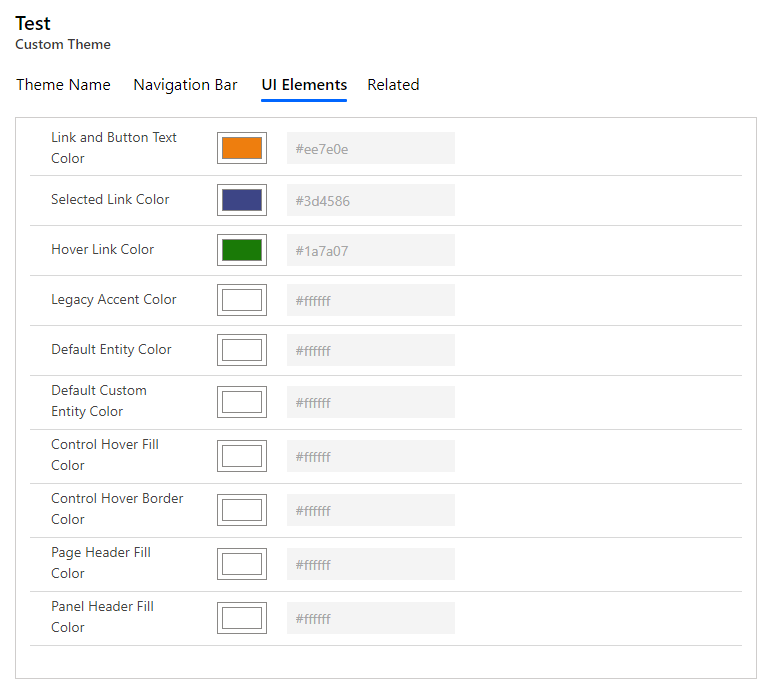 Test
Custom Theme
Theme Name Navigation Bar UI Elements Related
Link and Button Text
Color
#ee7e0e
Selected Link Color #3d4586
Hover Link Color #1a7a07
Legacy Accent Color #ffffff
Default Entity Color #ffffff
Default Custom
Entity Color
#ffffff
Control Hover Fill
Color
#ffffff
Control Hover Border
Color
#ffffff
Page Header Fill
Color
#ffffff
Panel Header Fill
Color
#ffffff